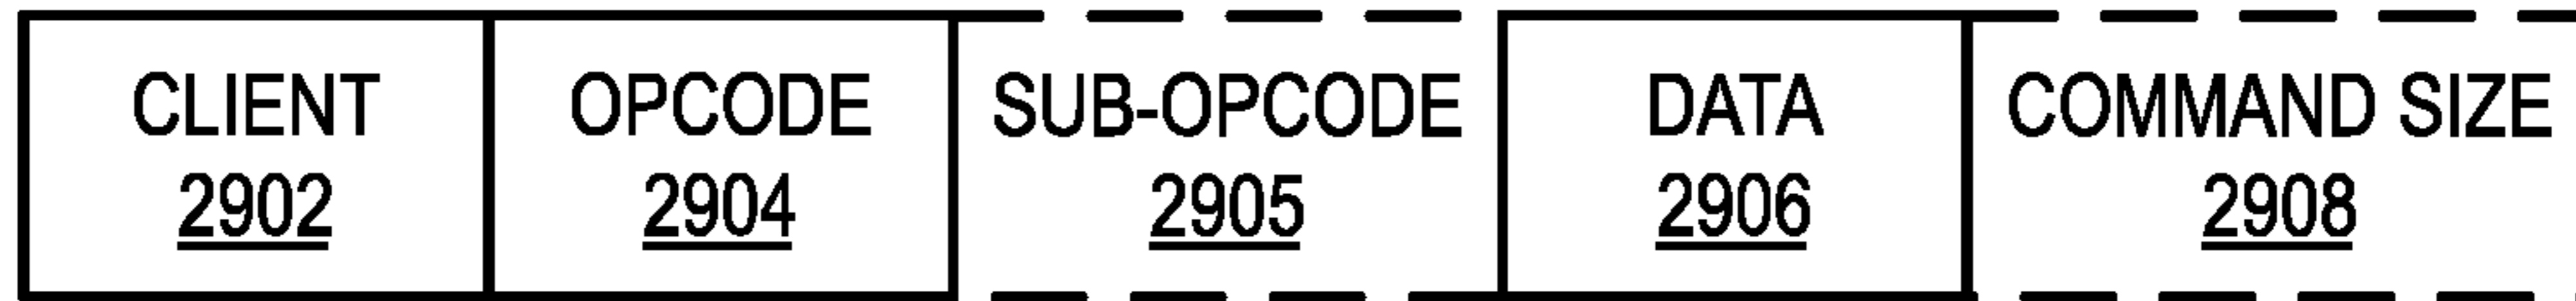 CLIENT OPCODE SUB-OPCODE DATA COMMAND SIZE
2902 2904 2905 2906 2908